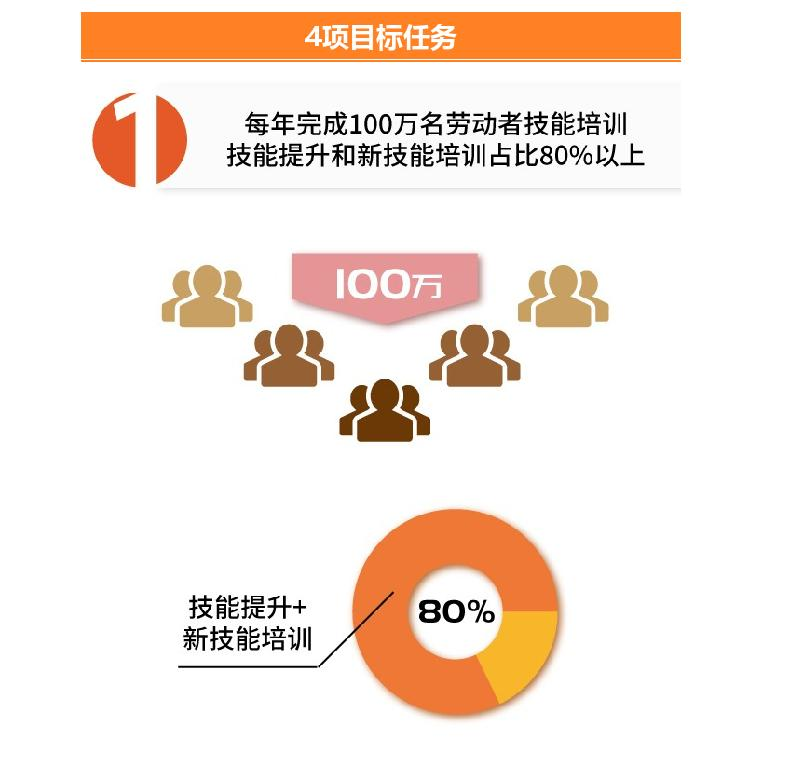 4项目标任务
1
每年完成100万名劳动者技能培训
技能提升和新技能培训占比80%以上
100万
技能提升+
新技能培训
80%